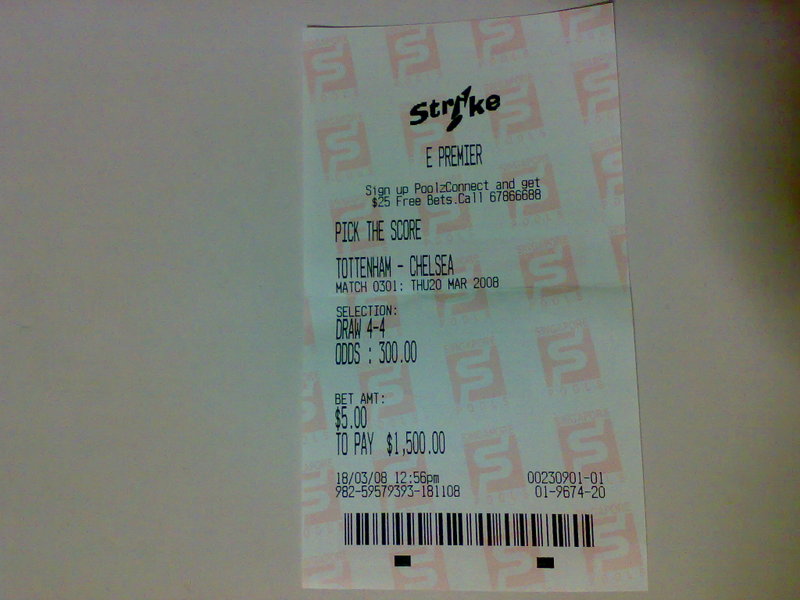 Strike
E PREMIER
Sign up PoolzConnect and get
$25 Free Bets.Call 67866688
PICK THE SCORE
TOTTENHAM - CHELSEA
MATCH 0301: THU20 MAR 2008
SELECTION:
DRAW 4-4
ODDS : 300.00
BET AMT:
$5.00
TO PAY $1,500.00
18/03/08 12:56pm 00230901-01
982-59579393-181108 01-9674-20